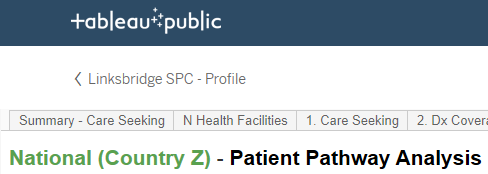 +ableau public
Linksbridge SPC - Profile
Summary - Care Seeking N Health Facilities 1. Care Seeking 2. Dx Covera
National (Country Z) - Patient Pathway Analysis